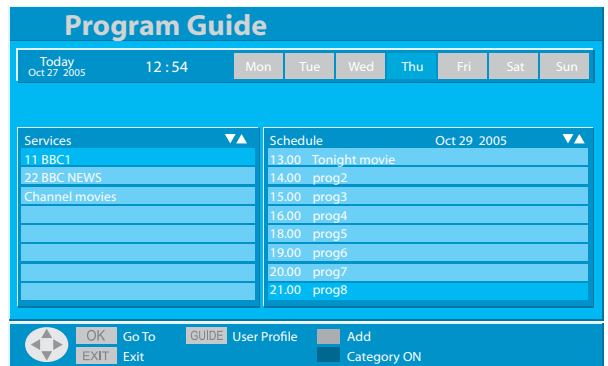 Program Guide
Today
Oct 27 2005
12:54
Mon Tue Wed Thu Fri Sat Sun
Services
11 BBC1
22 BBC NEWS
Channel movies
Schedule Oct 29 2005
13.00 Tonight movie
14.00 prog2
15.00 prog3
16.00 prog4
18.00 prog5
19.00 prog6
20.00 prog7
21.00 prog8
OK Go To GUIDE User Profile Add
EXIT Exit Category ON